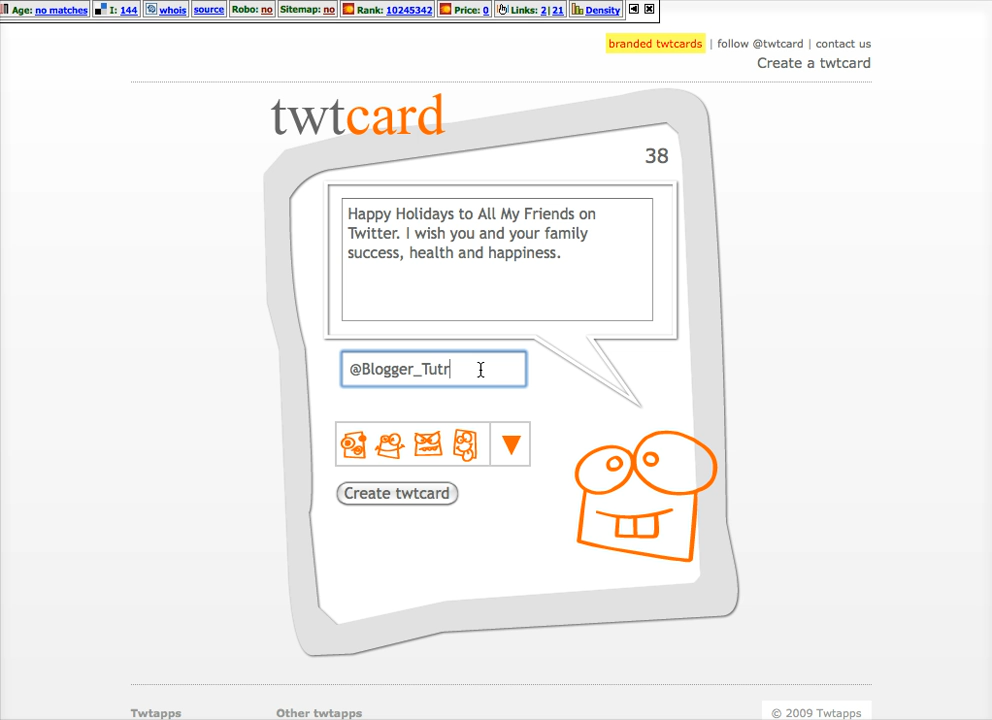 Age: no matches I: 144 whois source Robo: no Sitemap: no Rank: 10245342 Price: 0 Links: 2|21 Density
branded twtcards | follow @twtcard | contact us
Create a twtcard
twtcard
38
Happy Holidays to All My Friends on
Twitter. I wish you and your family
success, health and happiness.
@Blogger_Tutr
Create twtcard
Twtapps
Other twtapps
© 2009 Twtapps